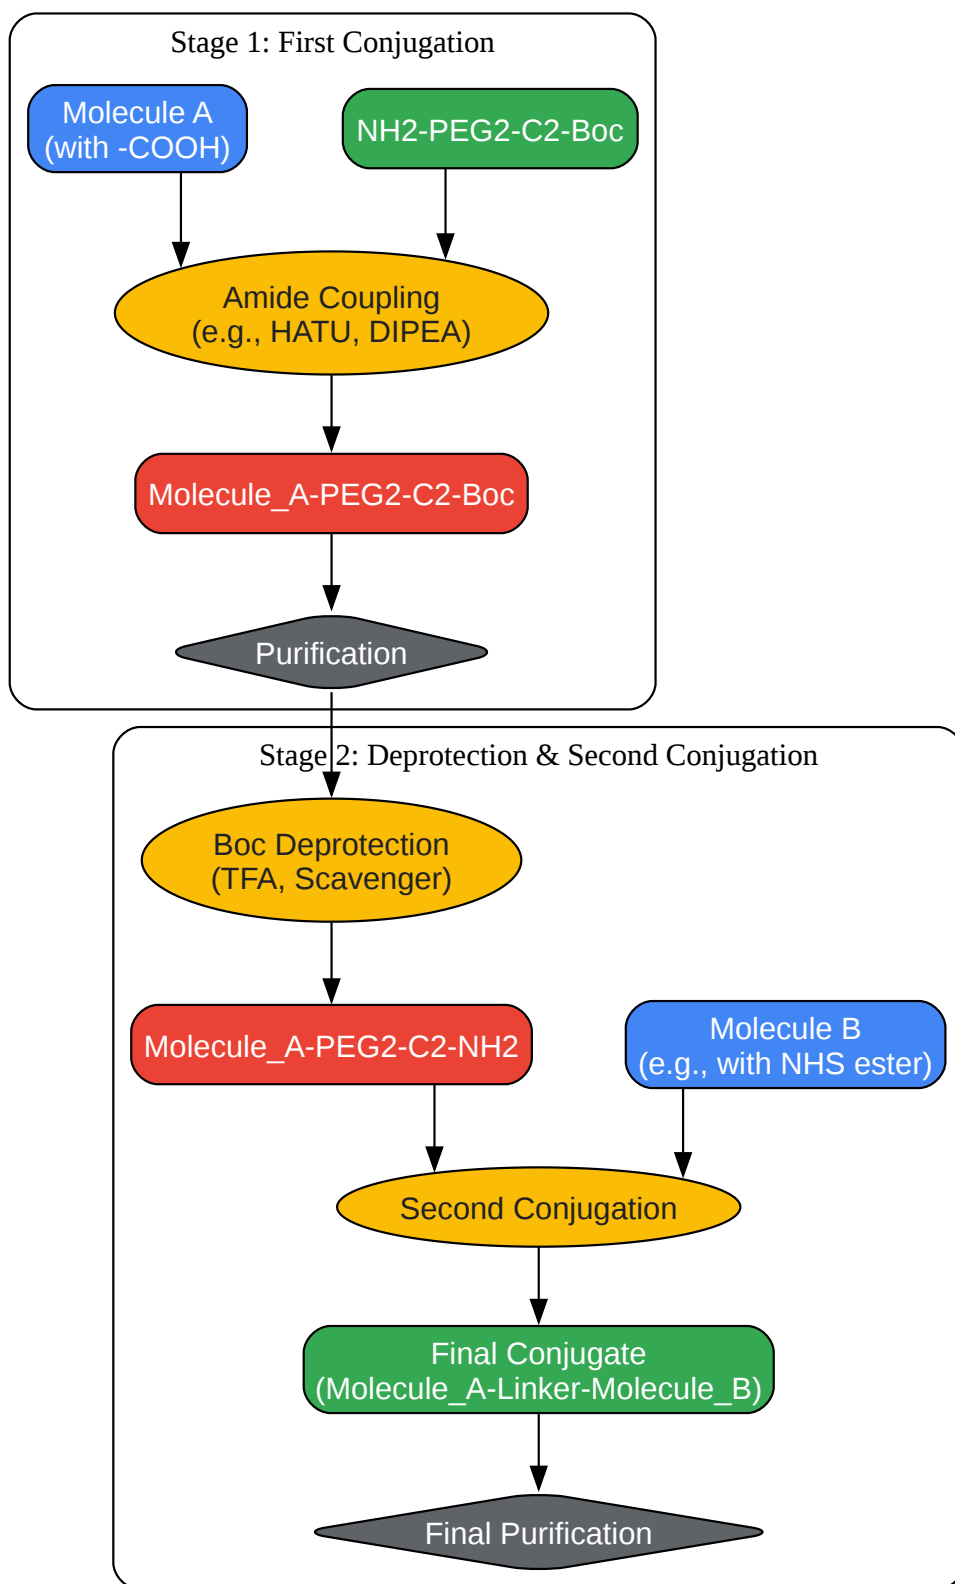 Stage 1: First Conjugation
Molecule A
(with -COOH)
NH2-PEG2-C2-Boc
Amide Coupling
(e.g., HATU, DIPEA)
Molecule_A-PEG2-C2-Boc
Purification
Stage 2: Deprotection & Second Conjugation
Boc Deprotection
(TFA, Scavenger)
Molecule_A-PEG2-C2-NH2
Molecule B
(e.g., with NHS ester)
Second Conjugation
Final Conjugate
(Molecule_A-Linker-Molecule_B)
Final Purification